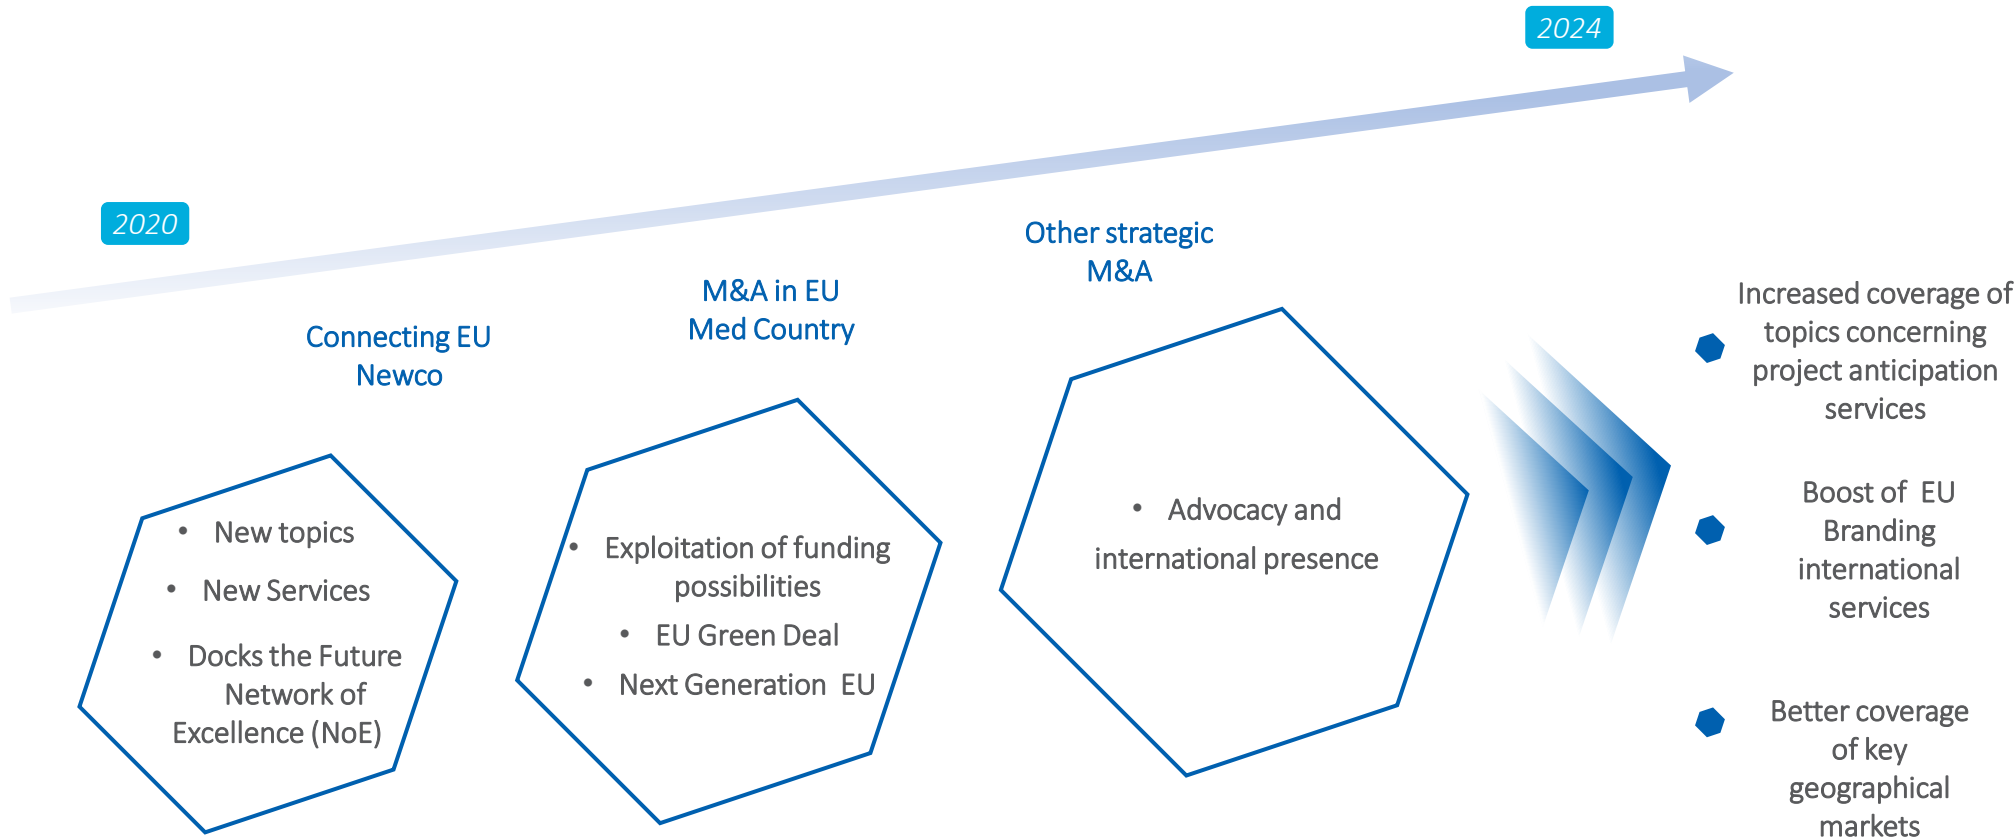 2024
2020
Other strategic
M&A
M&A in EU
Med Country
Connecting EU
Newco
• New topics
• New Services
• Docks the Future
Network of
Excellence (NoE)
• Exploitation of funding
possibilities
• EU Green Deal
• Next Generation EU
• Advocacy and
international presence
Increased coverage of
topics concerning
project anticipation
services
Boost of EU
Branding
international
services
Better coverage
of key
geographical
markets